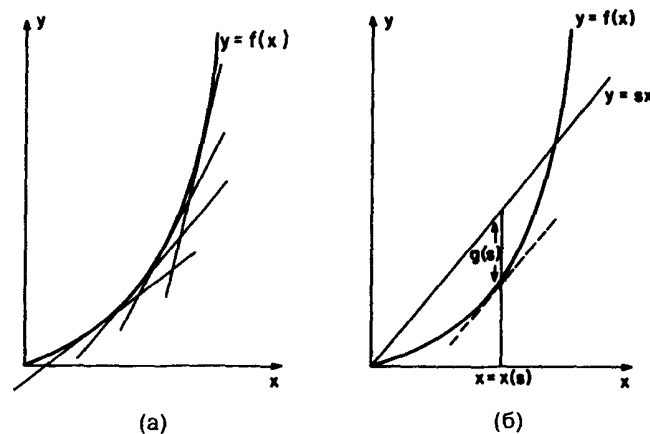 y
y = f(x)
x
(а)
y
y = f(x)
y = sx
g(s)
x = x(s)
x
(б)